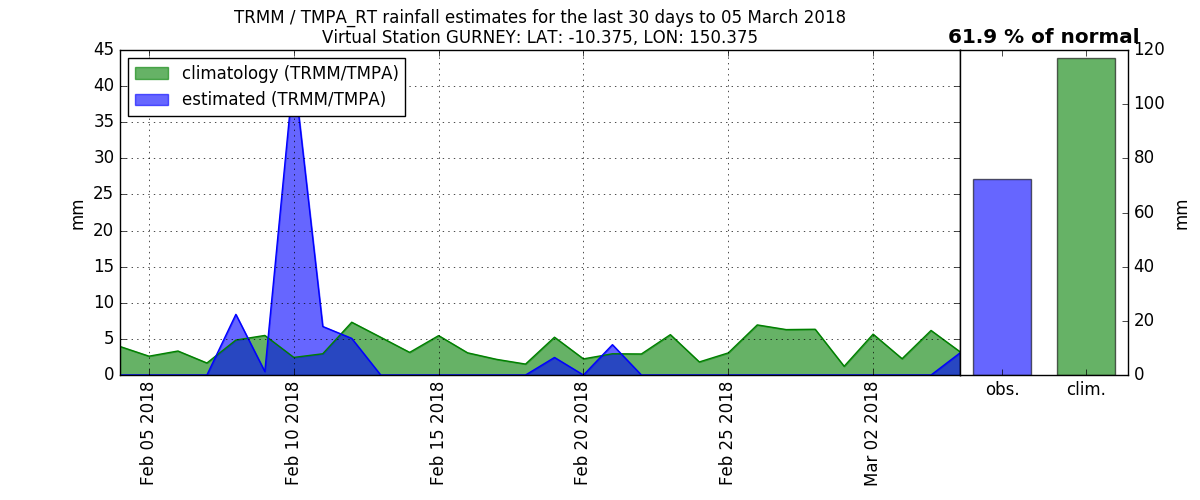 TRMM / TMPA_RT rainfall estimates for the last 30 days to 05 March 2018
Virtual Station GURNEY: LAT: -10.375, LON: 150.375
61.9 % of normal
climatology (TRMM/TMPA)
estimated (TRMM/TMPA)
45
40
35
30
25
20
15
10
5
0
mm
Feb 05 2018
Feb 10 2018
Feb 15 2018
Feb 20 2018
Feb 25 2018
Mar 02 2018
obs.
clim.
120
100
80
60
40
20
0
mm